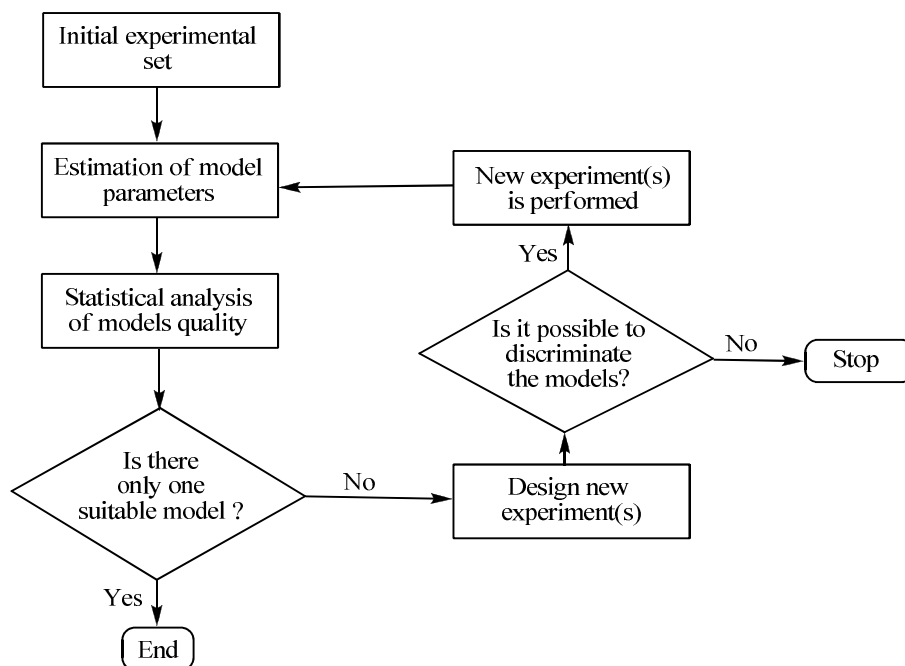 Initial experimental
set
Estimation of model
parameters
Statistical analysis
of models quality
Is there
only one
suitable model ?
Yes
End
No
Design new
experiment(s)
Is it possible to
discriminate
the models?
No
Stop
Yes
New experiment(s)
is performed